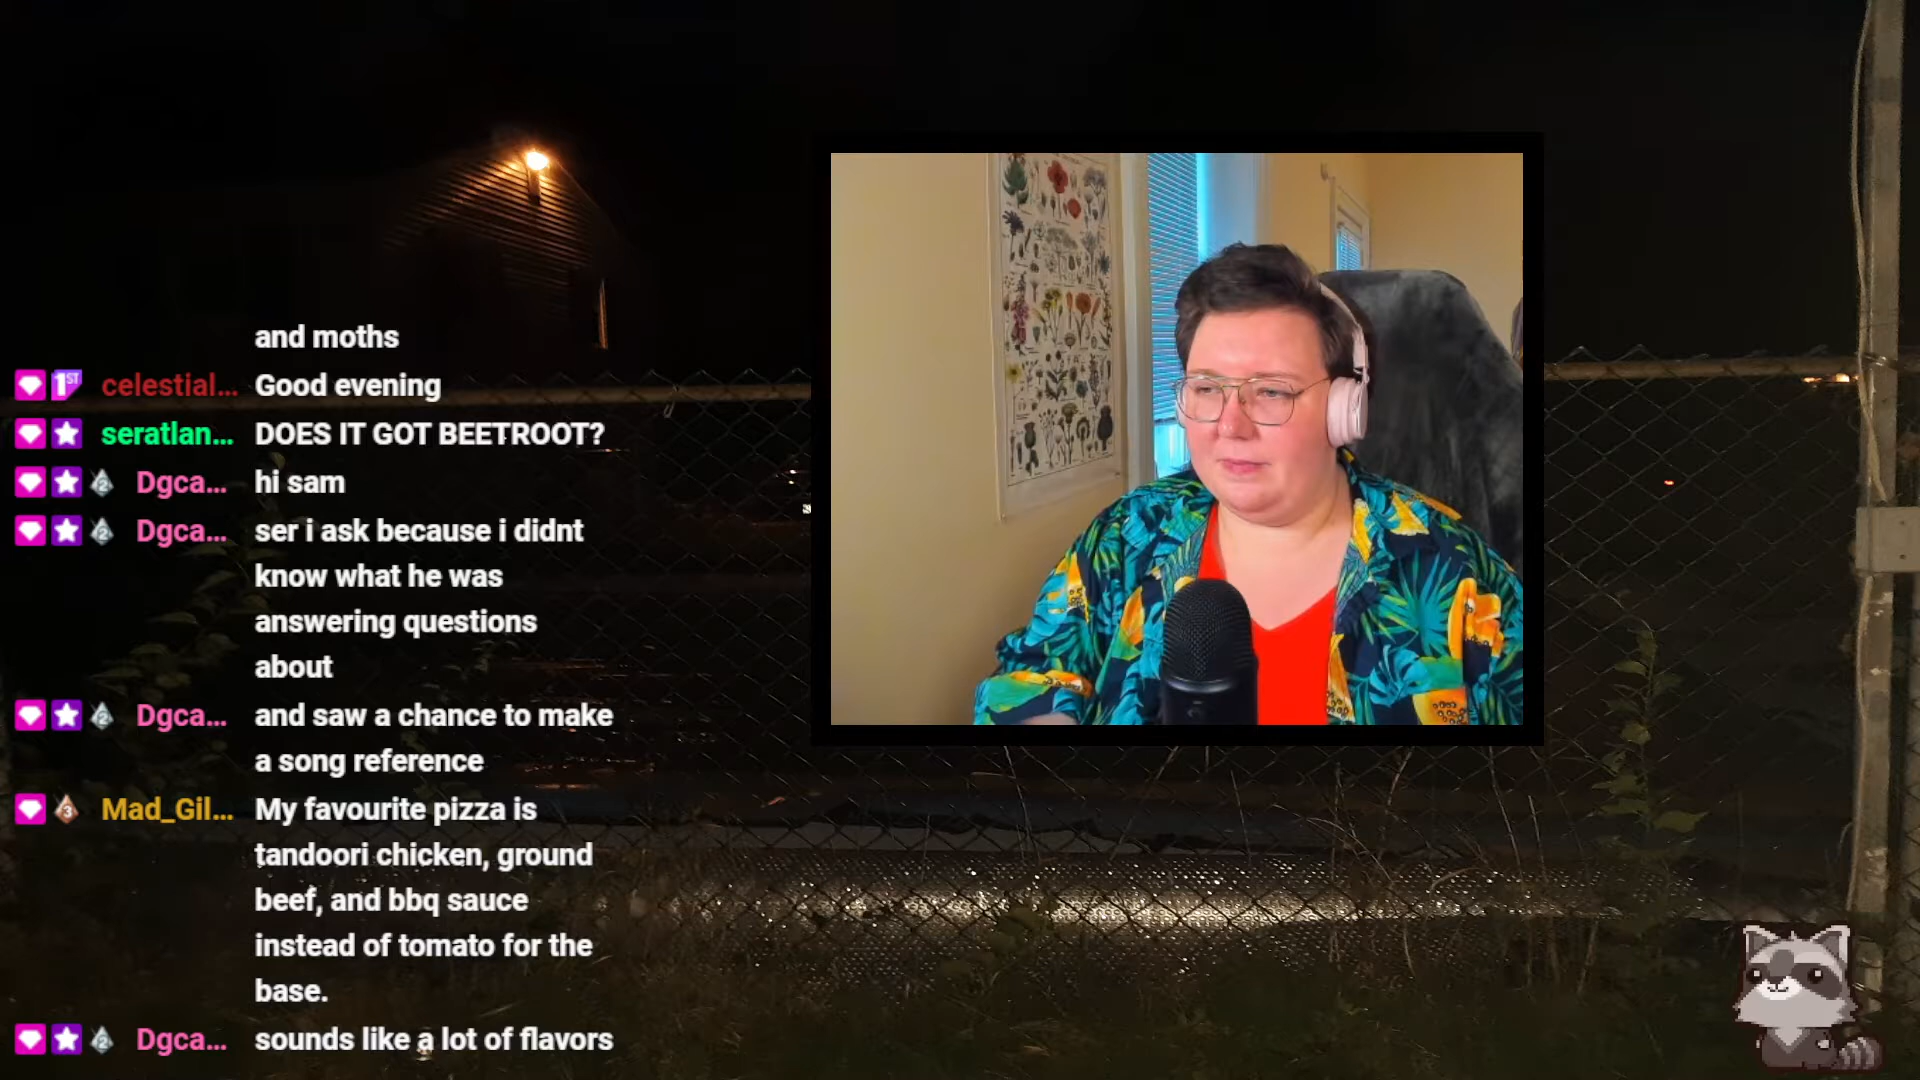 and moths
celestial... Good evening
seratlan... DOES IT GOT BEETROOT?
Dgca... hi sam
Dgca... ser i ask because i didnt
know what he was
answering questions
about
Dgca... and saw a chance to make
a song reference
Mad_Gil... My favourite pizza is
tandoori chicken, ground
beef, and bbq sauce
instead of tomato for the
base.
Dgca... sounds like a lot of flavors